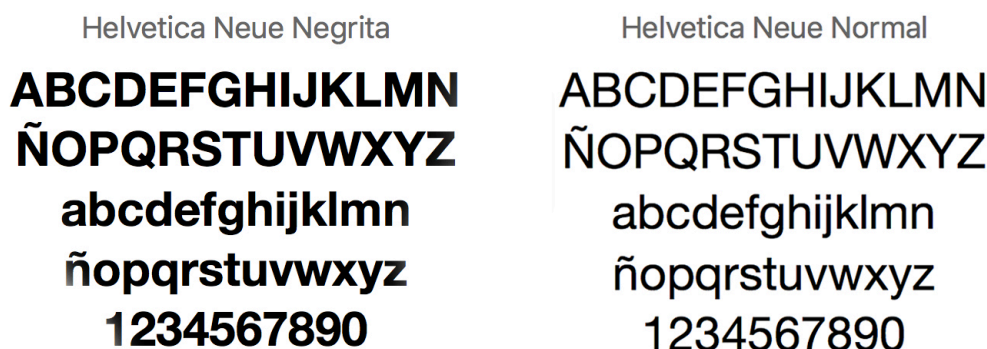 Helvetica Neue Negrita
ABCDEFGHIJKLMN
ÑOPQRSTUVWXYZ
abcdefghijklmn
ñopqrstuvwxyz
1234567890
Helvetica Neue Normal
ABCDEFGHIJKLMN
ÑOPQRSTUVWXYZ
abcdefghijklmn
ñopqrstuvwxyz
1234567890